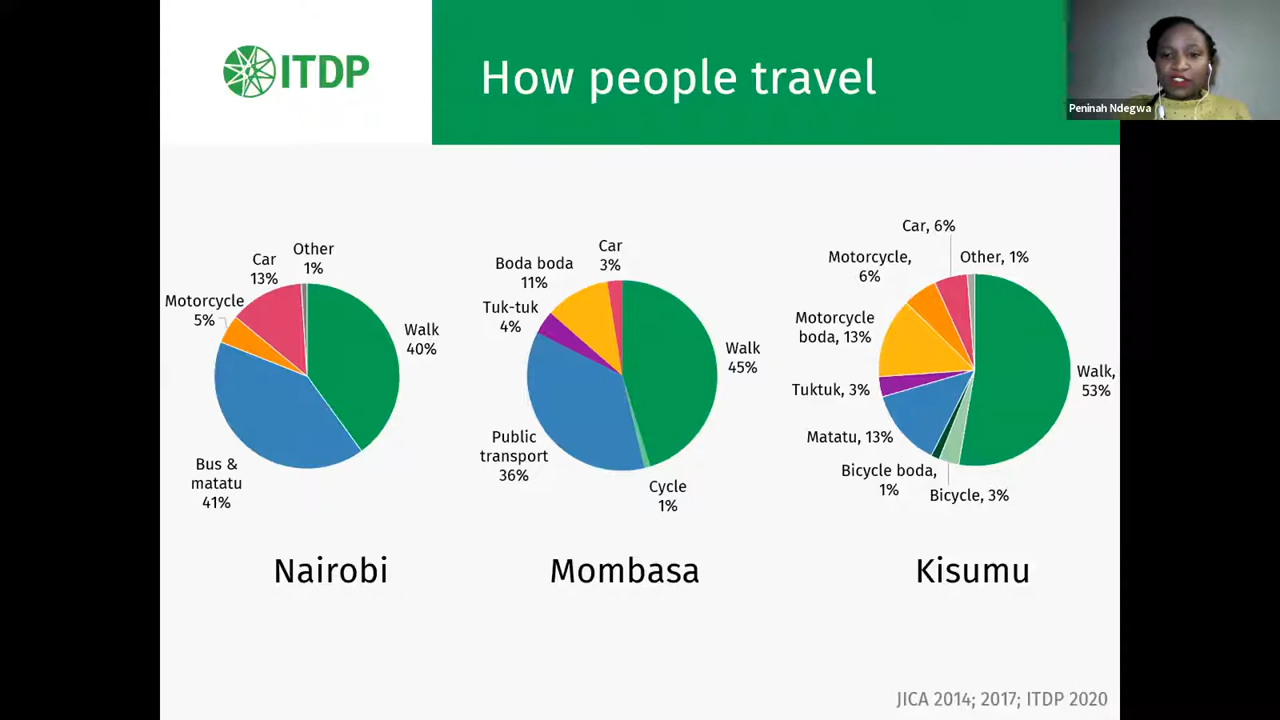 ITDP
How people travel
Peninah Ndegwa
Other
1%
Car
13%
Motorcycle
5%
Walk
40%
Bus &
matatu
41%
Nairobi
Car
3%
Boda boda
11%
Tuk-tuk
4%
Walk
45%
Public
transport
36%
Cycle
1%
Mombasa
Car, 6%
Motorcycle,
6%
Other, 1%
Motorcycle
boda, 13%
Walk,
53%
Tuktuk, 3%
Matatu, 13%
Bicycle boda,
1%
Bicycle, 3%
Kisumu
JICA 2014; 2017; ITDP 2020